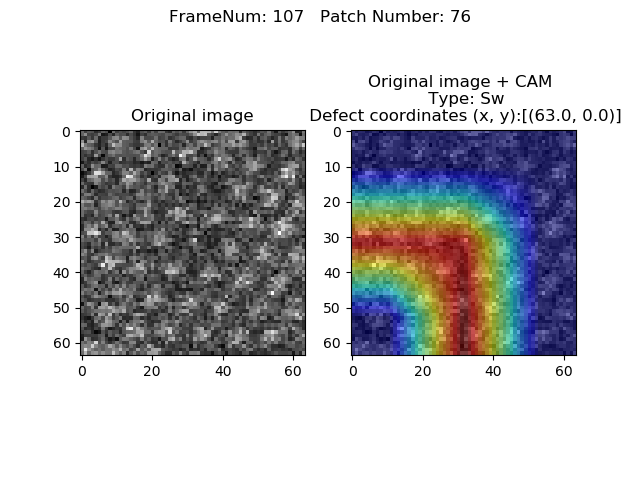 FrameNum: 107   Patch Number: 76
Original image
0
10
20
30
40
50
60
0 20 40 60
Original image + CAM
Type: Sw
Defect coordinates (x, y):[(63.0, 0.0)]
0
10
20
30
40
50
60
0 20 40 60